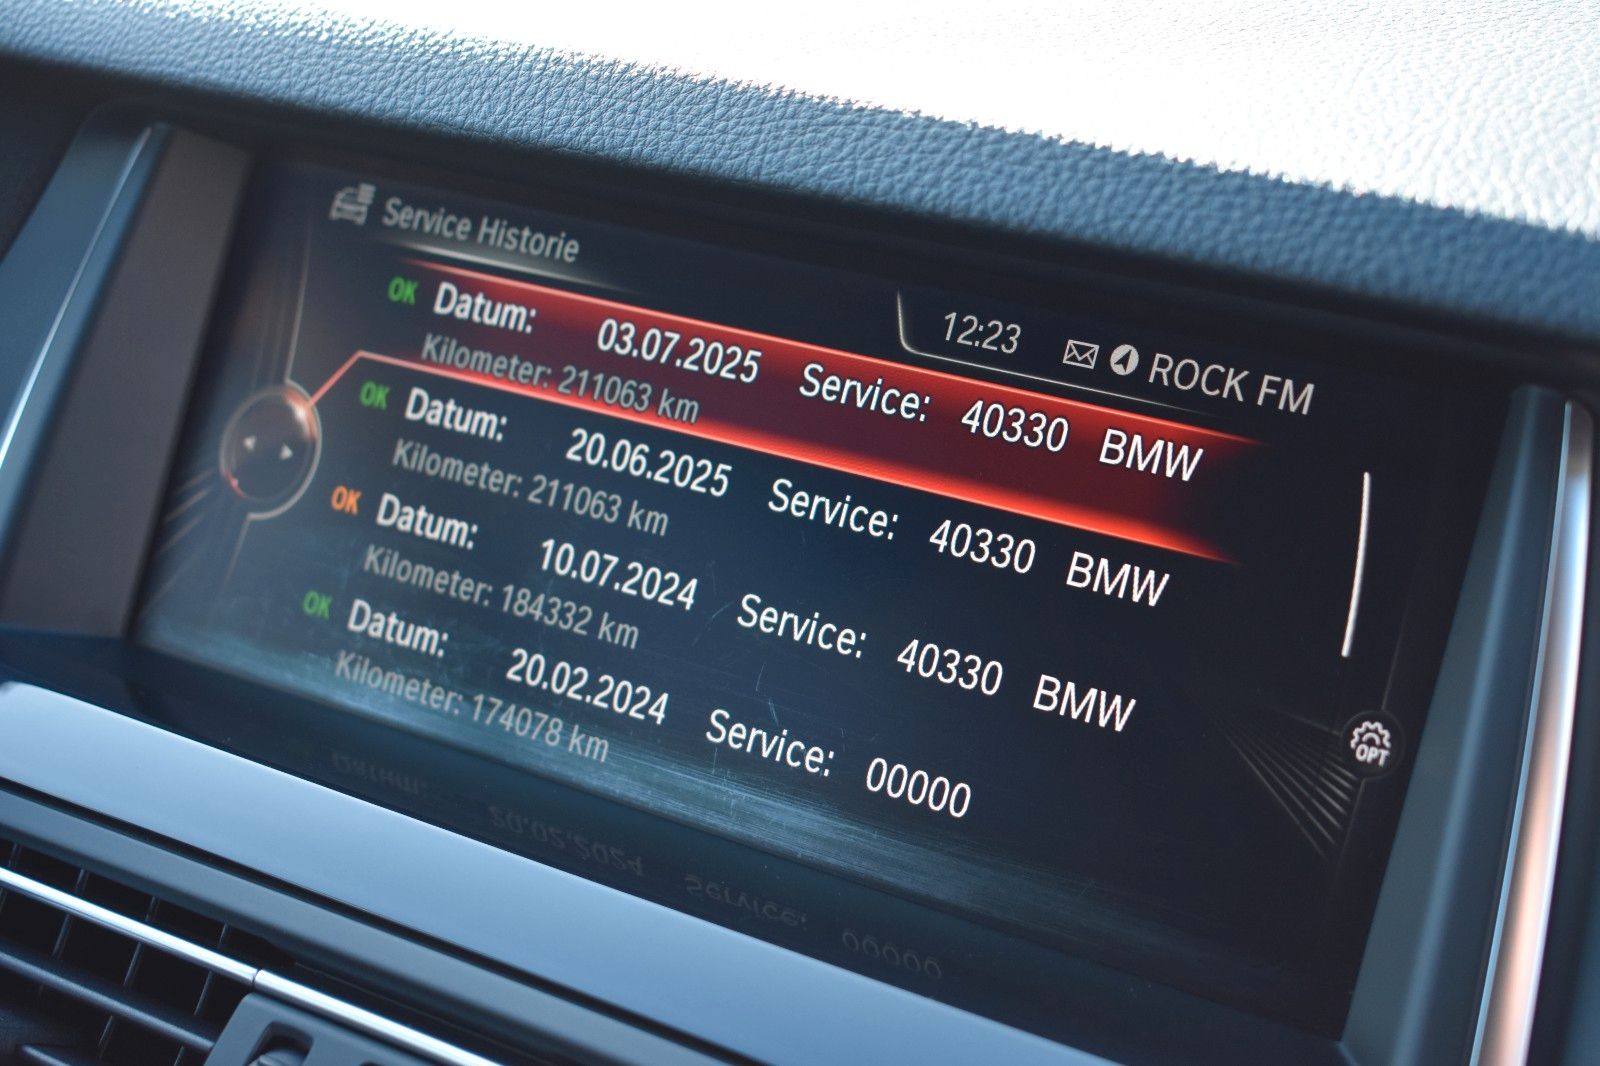 Service Historie
12:23 ROCK FM
OK Datum: 03.07.2025 Service: 40330 BMW
Kilometer: 211063 km
OK Datum: 20.06.2025 Service: 40330 BMW
Kilometer: 211063 km
OK Datum: 10.07.2024 Service: 40330 BMW
Kilometer: 184332 km
OK Datum: 20.02.2024 Service: 00000
Kilometer: 174078 km
OPT